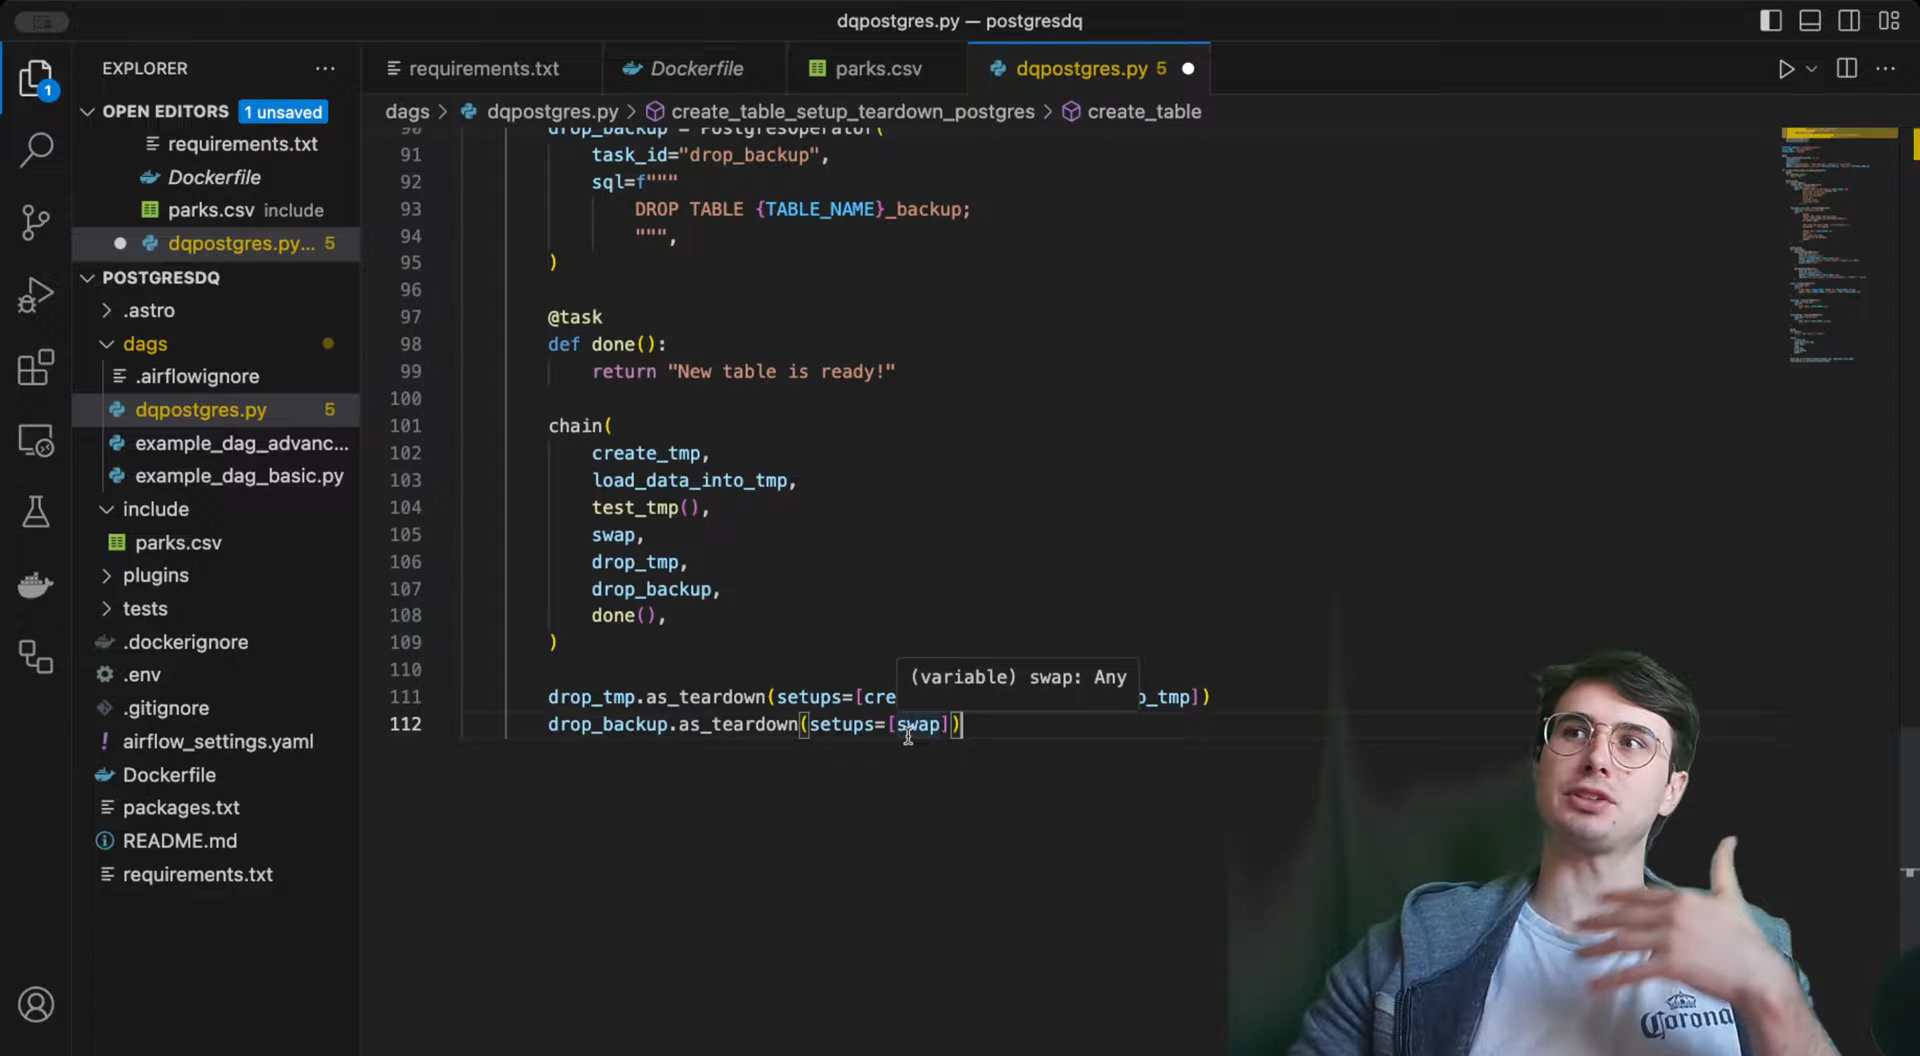 dqpostgres.py — postgresdq
EXPLORER
OPEN EDITORS 1 unsaved
requirements.txt
Dockerfile
parks.csv include
dqpostgres.py... 5
POSTGRESDQ
.astro
dags
.airflowignore
dqpostgres.py 5
example_dag_advanc...
example_dag_basic.py
include
parks.csv
plugins
tests
.dockerignore
.env
.gitignore
airflow_settings.yaml
Dockerfile
packages.txt
README.md
requirements.txt
1
requirements.txt Dockerfile parks.csv dqpostgres.py 5
dags > dqpostgres.py > create_table_setup_teardown_postgres > create_table
90 drop_backup = PostgresOperator(
91 task_id="drop_backup",
92 sql=f"""
93 DROP TABLE {TABLE_NAME}_backup;
94 """,
95 )
96
97 @task
98 def done():
99 return "New table is ready!"
100
101 chain(
102 create_tmp,
103 load_data_into_tmp,
104 test_tmp(),
105 swap,
106 drop_tmp,
107 drop_backup,
108 done(),
109 )
110
(variable) swap: Any
111 drop_tmp.as_teardown(setups=[cre o_tmp])
112 drop_backup.as_teardown(setups=[swap])
Corona